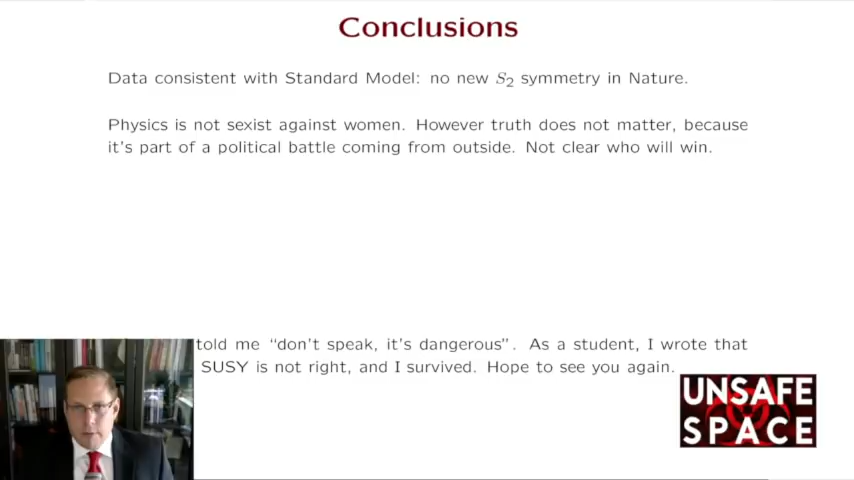 Conclusions
Data consistent with Standard Model: no new S₂ symmetry in Nature.
Physics is not sexist against women. However truth does not matter, because
it's part of a political battle coming from outside. Not clear who will win.
told me “don't speak, it's dangerous”. As a student, I wrote that
SUSY is not right, and I survived. Hope to see you again.
UNSAFE
SPACE